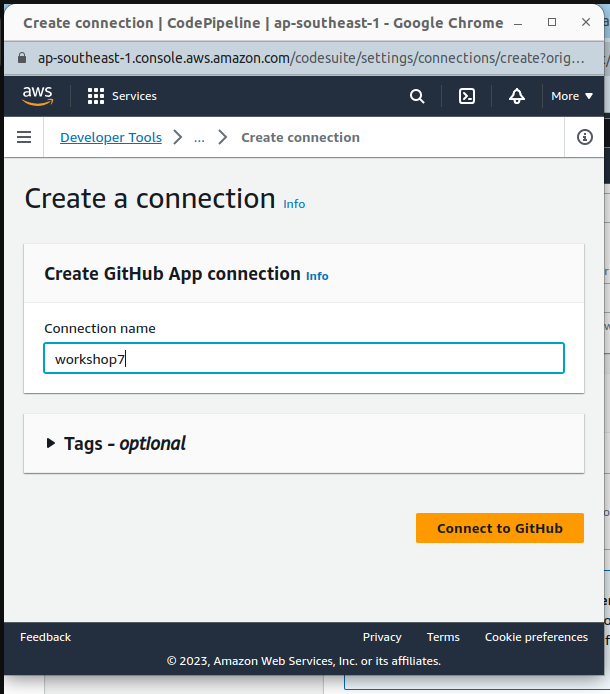 Create connection | CodePipeline | ap-southeast-1 - Google Chrome
ap-southeast-1.console.aws.amazon.com/codesuite/settings/connections/create?orig...
aws Services More
Developer Tools ... Create connection
Create a connection Info
Create GitHub App connection Info
Connection name
workshop7
Tags - optional
Connect to GitHub
Feedback Privacy Terms Cookie preferences
© 2023, Amazon Web Services, Inc. or its affiliates.